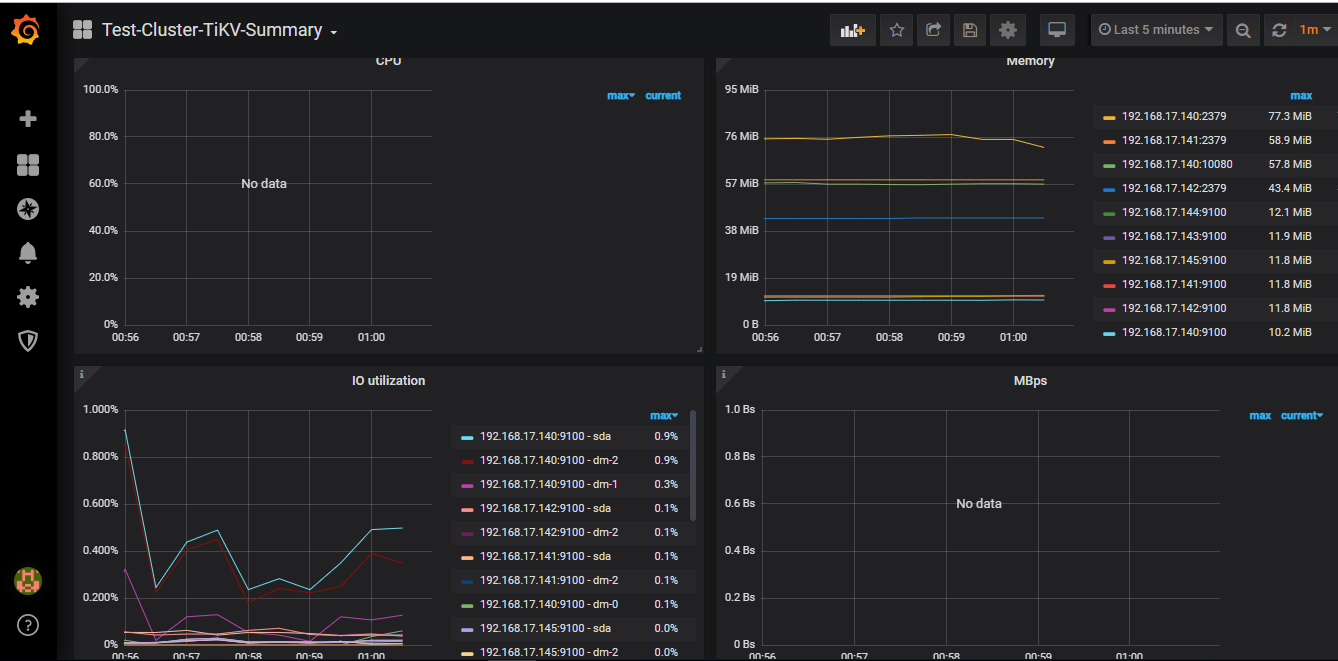 Test-Cluster-TiKV-Summary
Last 5 minutes
1m
CPU
max current
100.0%
80.0%
60.0%
40.0%
20.0%
0%
No data
00:56 00:57 00:58 00:59 01:00
Memory
95 MiB
76 MiB
57 MiB
38 MiB
19 MiB
0 B
00:56 00:57 00:58 00:59 01:00
max
192.168.17.140:2379 77.3 MiB
192.168.17.141:2379 58.9 MiB
192.168.17.140:10080 57.8 MiB
192.168.17.142:2379 43.4 MiB
192.168.17.144:9100 12.1 MiB
192.168.17.143:9100 11.9 MiB
192.168.17.145:9100 11.8 MiB
192.168.17.141:9100 11.8 MiB
192.168.17.142:9100 11.8 MiB
192.168.17.140:9100 10.2 MiB
i
IO utilization
1.000%
0.800%
0.600%
0.400%
0.200%
0%
00:56 00:57 00:58 00:59 01:00
max
192.168.17.140:9100 - sda 0.9%
192.168.17.140:9100 - dm-2 0.9%
192.168.17.140:9100 - dm-1 0.3%
192.168.17.142:9100 - sda 0.1%
192.168.17.142:9100 - dm-2 0.1%
192.168.17.141:9100 - sda 0.1%
192.168.17.141:9100 - dm-2 0.1%
192.168.17.140:9100 - dm-0 0.1%
192.168.17.145:9100 - sda 0.0%
192.168.17.145:9100 - dm-2 0.0%
i
MBps
max current
1.0 Bs
0.8 Bs
0.6 Bs
0.4 Bs
0.2 Bs
0 Bs
No data
00:56 00:57 00:58 00:59 01:00
?